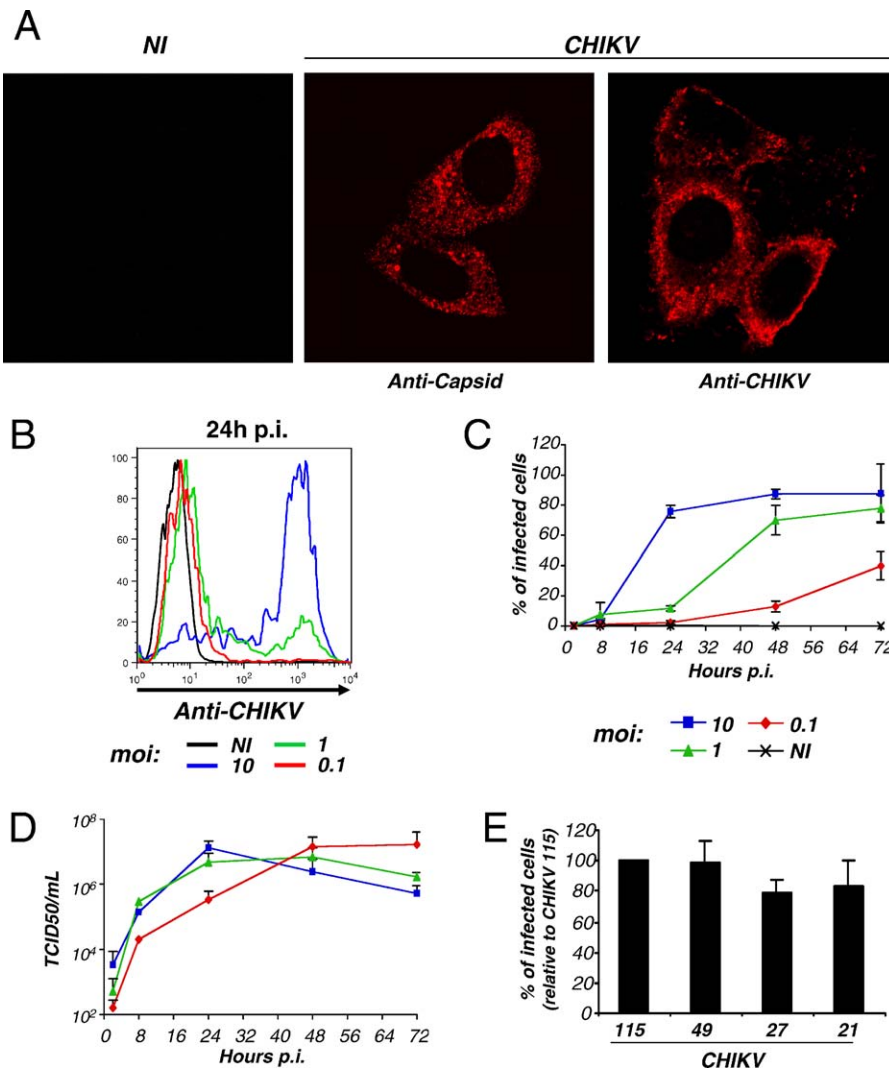 A
NI
CHIKV
Anti-Capsid
Anti-CHIKV
B
24h p.i.
100
80
60
40
20
0
10⁰ 10¹ 10² 10³ 10⁴
Anti-CHIKV
moi: NI 1
10 0.1
C
% of infected cells
120
100
80
60
40
20
0
0 8 16 24 32 40 48 56 64 72
Hours p.i.
moi: 10 0.1
1 NI
D
TCID50/mL
10⁸
10⁶
10⁴
10²
0 8 16 24 32 40 48 56 64 72
Hours p.i.
E
% of infected cells
(relative to CHIKV 115)
120
100
80
60
40
20
0
115 49 27 21
CHIKV